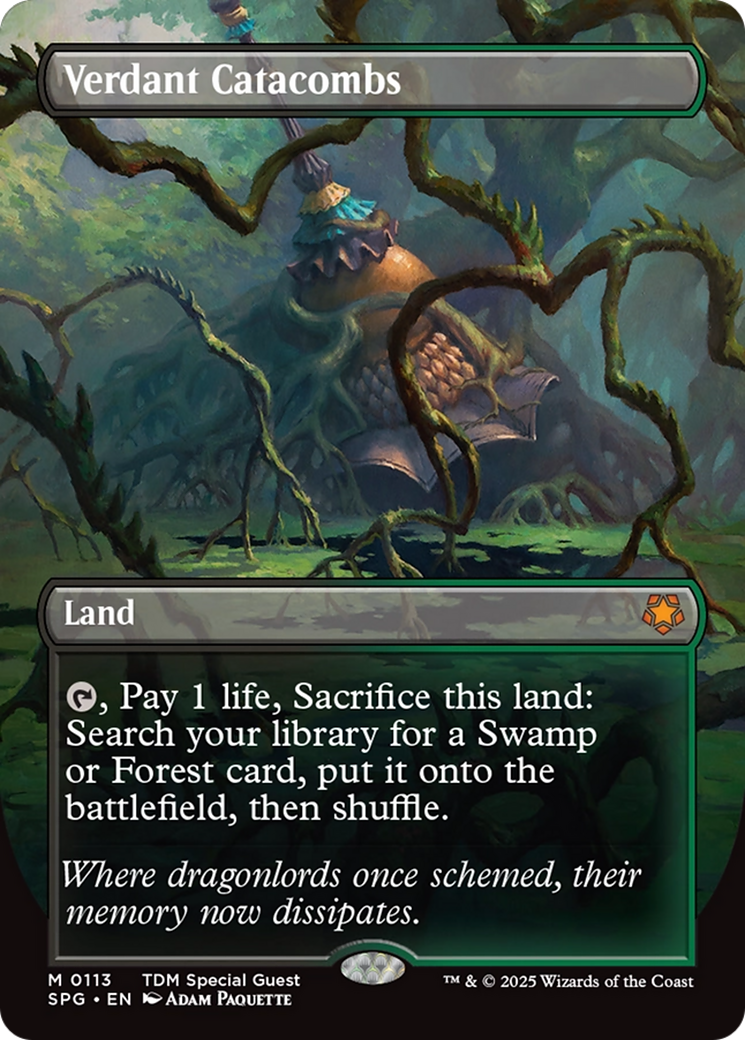 Verdant Catacombs
Land
, Pay 1 life, Sacrifice this land:
Search your library for a Swamp
or Forest card, put it onto the
battlefield, then shuffle.
Where dragonlords once schemed, their
memory now dissipates.
M 0113 TDM Special Guest
SPG • EN Adam Paquette
™ & © 2025 Wizards of the Coast